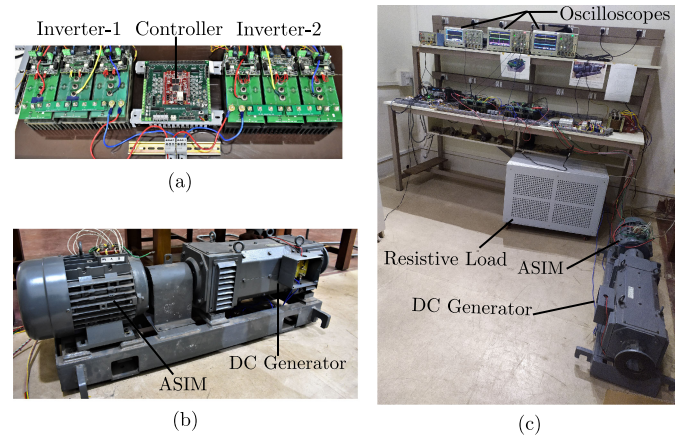 Inverter-1 Controller Inverter-2
(a)
ASIM
DC Generator
(b)
Oscilloscopes
Resistive Load
ASIM
DC Generator
(c)